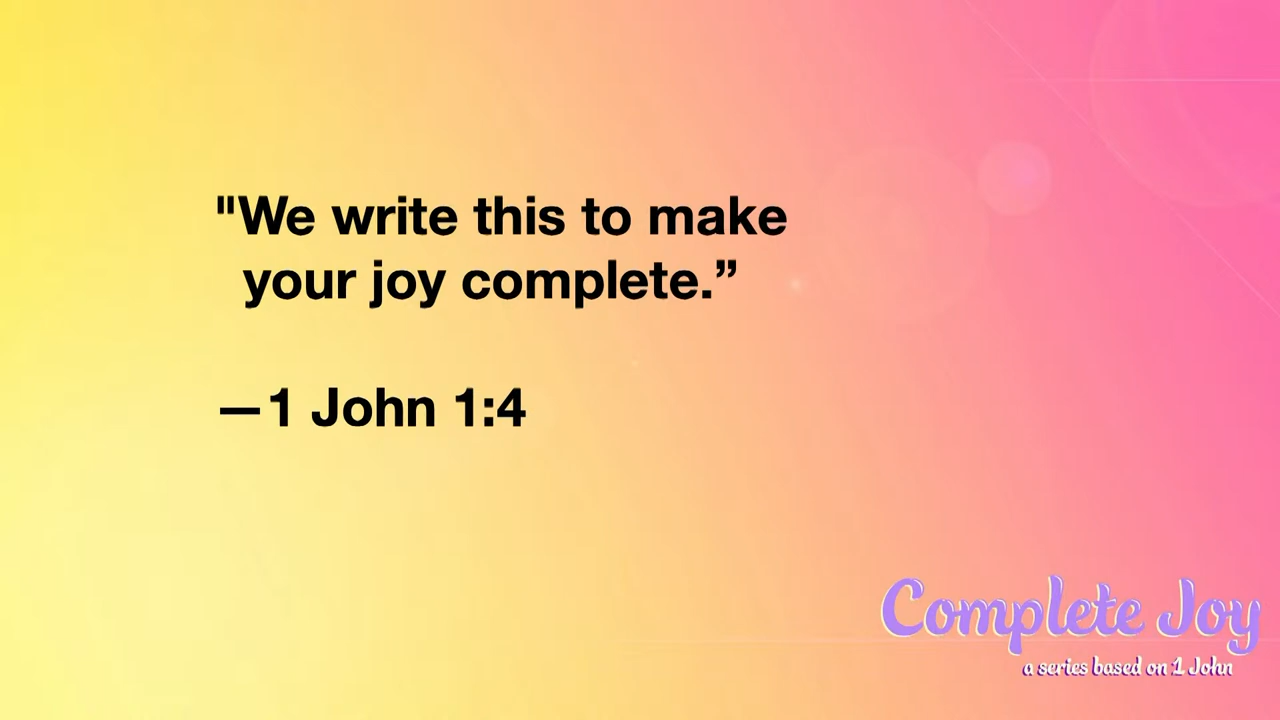 "We write this to make
your joy complete.”
—1 John 1:4
Complete Joy
a series based on 1 John